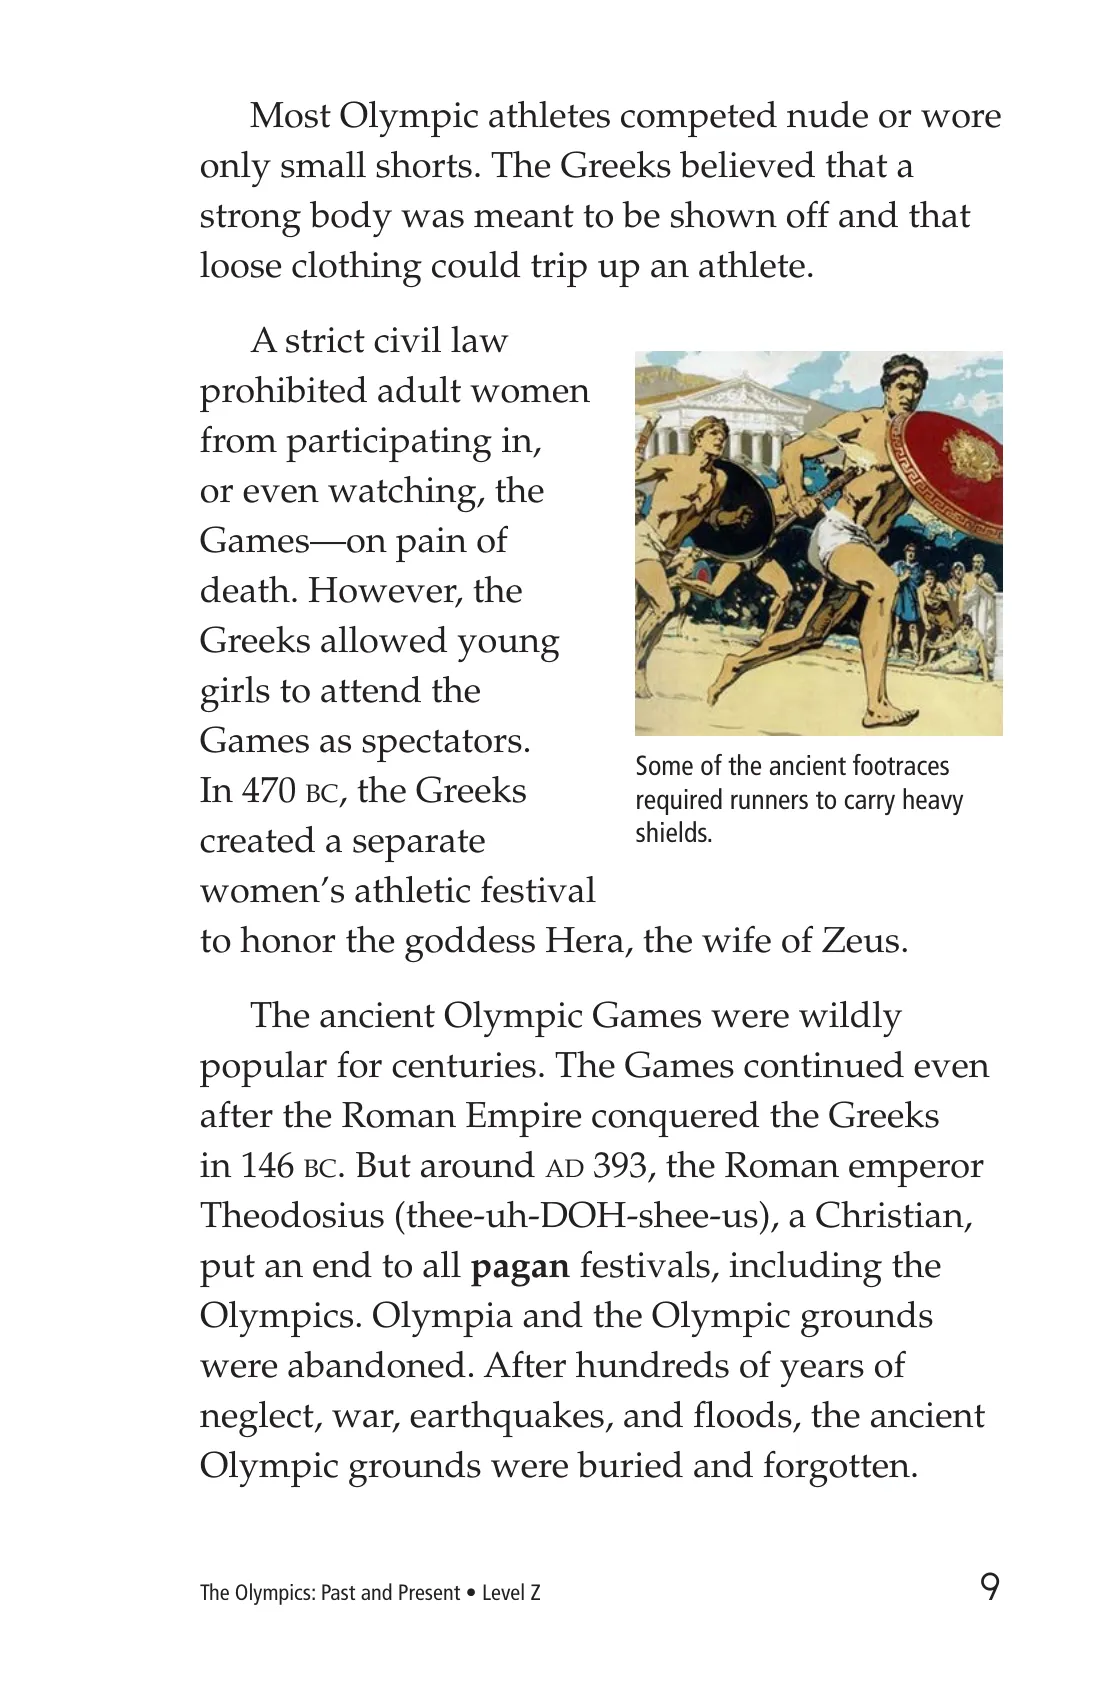 Most Olympic athletes competed nude or wore
only small shorts. The Greeks believed that a
strong body was meant to be shown off and that
loose clothing could trip up an athlete.
A strict civil law
prohibited adult women
from participating in,
or even watching, the
Games—on pain of
death. However, the
Greeks allowed young
girls to attend the
Games as spectators.
In 470 BC, the Greeks
created a separate
women’s athletic festival
to honor the goddess Hera, the wife of Zeus.
Some of the ancient footraces
required runners to carry heavy
shields.
The ancient Olympic Games were wildly
popular for centuries. The Games continued even
after the Roman Empire conquered the Greeks
in 146 BC. But around AD 393, the Roman emperor
Theodosius (thee-uh-DOH-shee-us), a Christian,
put an end to all pagan festivals, including the
Olympics. Olympia and the Olympic grounds
were abandoned. After hundreds of years of
neglect, war, earthquakes, and floods, the ancient
Olympic grounds were buried and forgotten.
The Olympics: Past and Present • Level Z
9